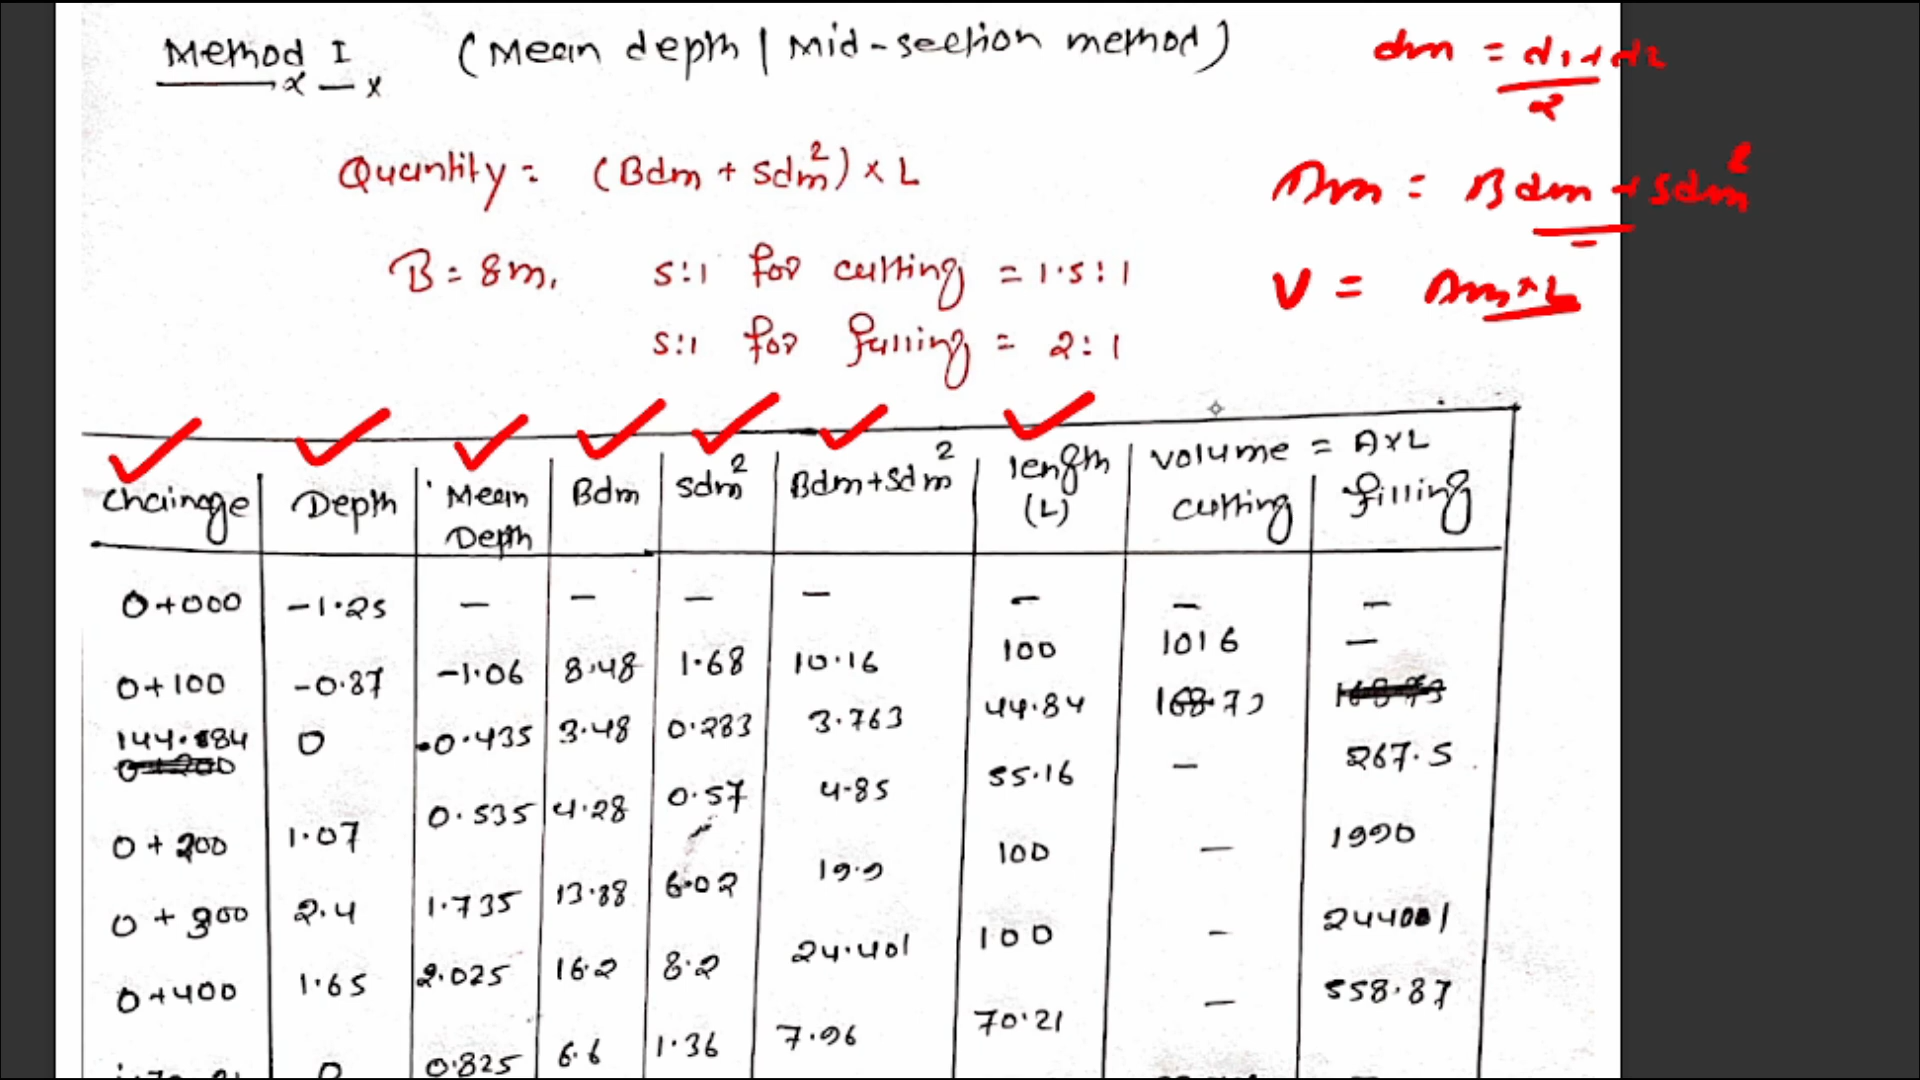 Method I (Mean depth | Mid-section method)
dm = d1+d2
2
Quantity = (Bdm + Sdm²) × L
Am = Bdm + Sdm²
B = 8m, S:1 for cutting = 1.5:1
V = Am×L
S:1 for filling = 2:1
Chainage Depth Mean Depth Bdm Sdm² Bdm+Sdm² length (L) volume = A×L cutting filling
0+000 -1.25 - - - - - - -
0+100 -0.87 -1.06 8.48 1.68 10.16 100 1016 -
144.84 0 -0.435 3.48 0.283 3.763 44.84 168.73
0+200 1.07 0.535 4.28 0.57 4.85 55.16 - 267.5
0+300 2.4 1.735 13.88 6.02 19.9 100 - 1990
0+400 1.65 2.025 16.2 8.2 24.401 100 - 2440.1
0 0.825 6.6 1.36 7.96 70.21 - 558.87